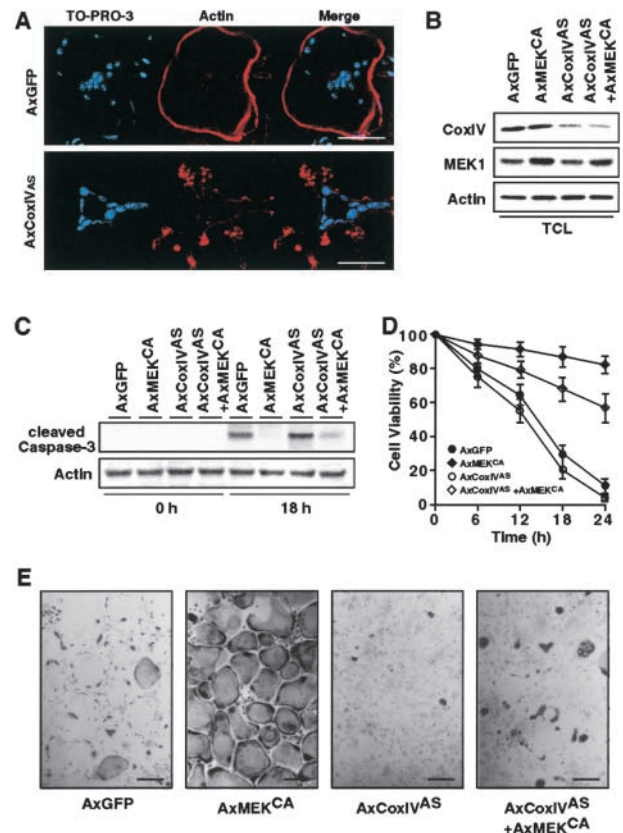 A
TO-PRO-3 Actin Merge
AxGFP
AxCoxIVAS
B
AxGFP
AxMEKCA
AxCoxIVAS
AxCoxIVAS
+AxMEKCA
CoxIV
MEK1
Actin
TCL
C
AxGFP
AxMEKCA
AxCoxIVAS
AxCoxIVAS
+AxMEKCA
AxGFP
AxMEKCA
AxCoxIVAS
AxCoxIVAS
+AxMEKCA
cleaved
Caspase-3
Actin
0 h 18 h
D
Cell Viability (%)
100
80
60
40
20
0
AxGFP
AxMEKCA
AxCoxIVAS
AxCoxIVAS +AxMEKCA
0 6 12 18 24
Time (h)
E
AxGFP AxMEKCA AxCoxIVAS AxCoxIVAS
+AxMEKCA